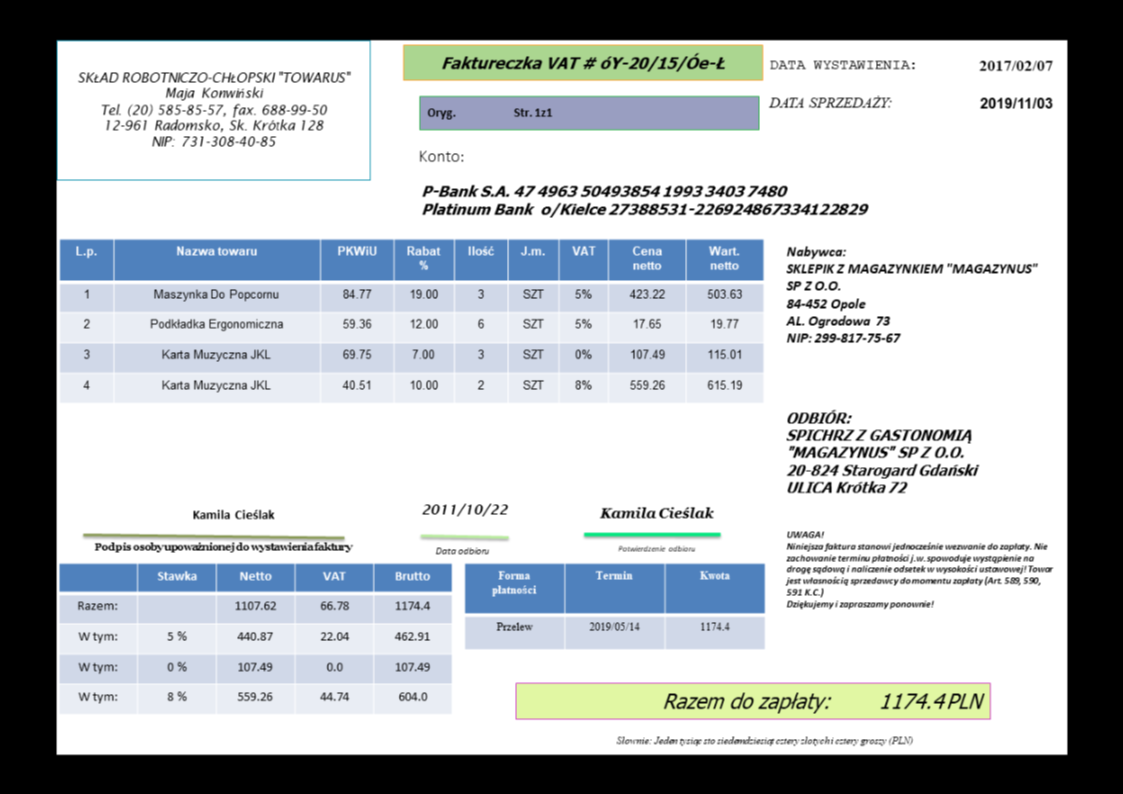 SKŁAD ROBOTNICZO-CHŁOPSKI "TOWARUS"
Maja Konwiński
Tel. (20) 585-85-57, fax. 688-99-50
12-961 Radomsko, Sk. Krótka 128
NIP: 731-308-40-85
Faktureczka VAT # óY-20/15/Óe-Ł
Oryg. Str. 1z1
DATA WYSTAWIENIA: 2017/02/07
DATA SPRZEDAŻY: 2019/11/03
Konto:
P-Bank S.A. 47 4963 50493854 1993 3403 7480
Platinum Bank o/Kielce 27388531-226924867334122829
L.p. Nazwa towaru PKWiU Rabat % Ilość J.m. VAT Cena netto Wart. netto
1 Maszynka Do Popcornu 84.77 19.00 3 SZT 5% 423.22 503.63
2 Podkładka Ergonomiczna 59.36 12.00 6 SZT 5% 17.65 19.77
3 Karta Muzyczna JKL 69.75 7.00 3 SZT 0% 107.49 115.01
4 Karta Muzyczna JKL 40.51 10.00 2 SZT 8% 559.26 615.19
Nabywca:
SKLEPIK Z MAGAZYNKIEM "MAGAZYNUS"
SP Z O.O.
84-452 Opole
AL. Ogrodowa 73
NIP: 299-817-75-67
ODBIÓR:
SPICHRZ Z GASTONOMIĄ
"MAGAZYNUS" SP Z O.O.
20-824 Starogard Gdański
ULICA Krótka 72
Kamila Cieślak
Podpis osoby upoważnionej do wystawienia faktury
2011/10/22
Data odbioru
Kamila Cieślak
Potwierdzenie odbioru
UWAGA!
Niniejsza faktura stanowi jednocześnie wezwanie do zapłaty. Nie
zachowanie terminu płatności j.w. spowoduje wystąpienie na
drogę sądową i naliczenie odsetek w wysokości ustawowej! Towar
jest własnością sprzedawcy do momentu zapłaty (Art. 589, 590,
591 K.C.)
Dziękujemy i zapraszamy ponownie!
Stawka Netto VAT Brutto
Razem: 1107.62 66.78 1174.4
W tym: 5 % 440.87 22.04 462.91
W tym: 0 % 107.49 0.0 107.49
W tym: 8 % 559.26 44.74 604.0
Forma płatności Termin Kwota
Przelew 2019/05/14 1174.4
Razem do zapłaty: 1174.4 PLN
Słownie: Jeden tysiąc sto siedemdziesiąt cztery złotych i cztery groszy (PLN)